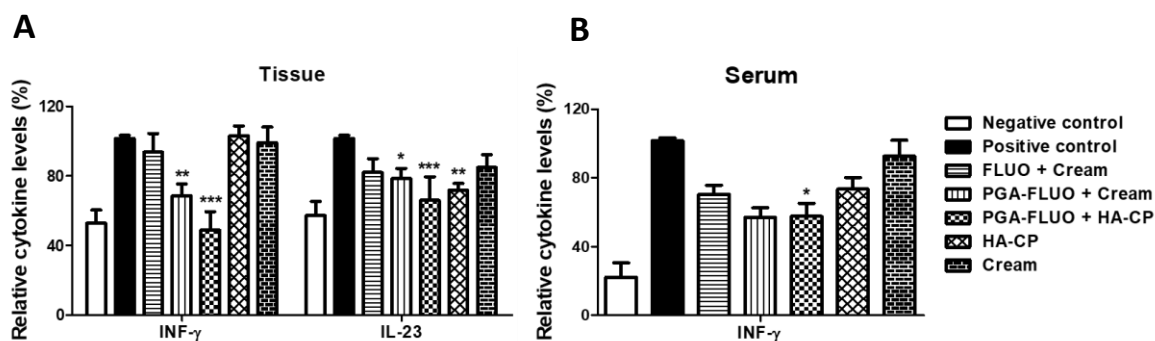 A
Tissue
Relative cytokine levels (%)
120
80
40
0
** *** * *** **
INF-γ IL-23
B
Serum
Relative cytokine levels (%)
120
80
40
0
*
INF-γ
Negative control
Positive control
FLUO + Cream
PGA-FLUO + Cream
PGA-FLUO + HA-CP
HA-CP
Cream